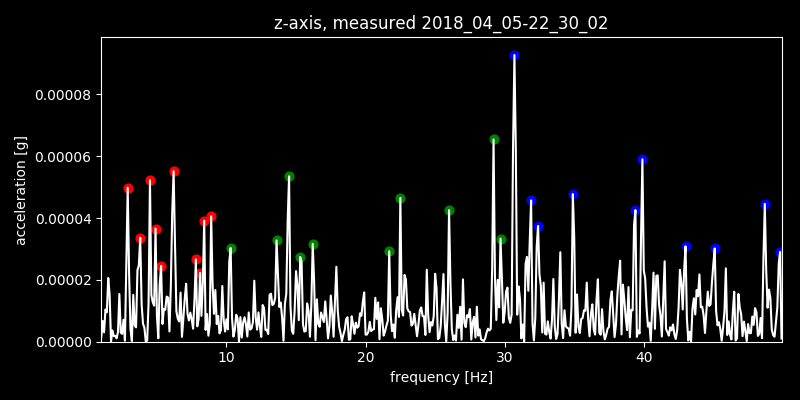 z-axis, measured 2018_04_05-22_30_02
0.00008
0.00006
0.00004
0.00002
0.00000
acceleration [g]
10 20 30 40
frequency [Hz]